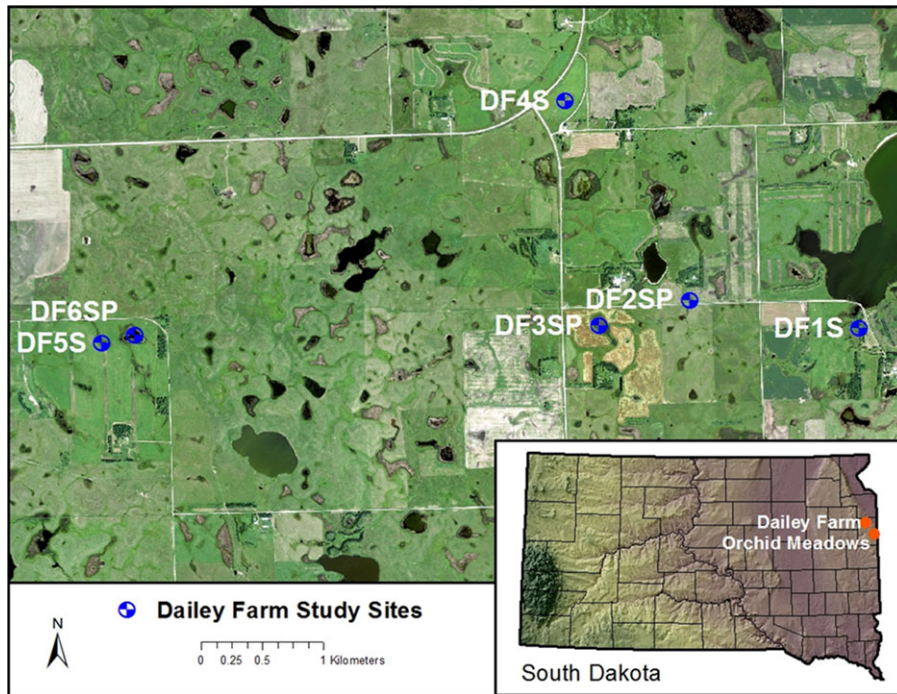 DF4S
DF6SP
DF2SP
DF5S
DF3SP
DF1S
Dailey Farm
Orchid Meadows
Dailey Farm Study Sites
N
0 0.25 0.5 1 Kilometers
South Dakota